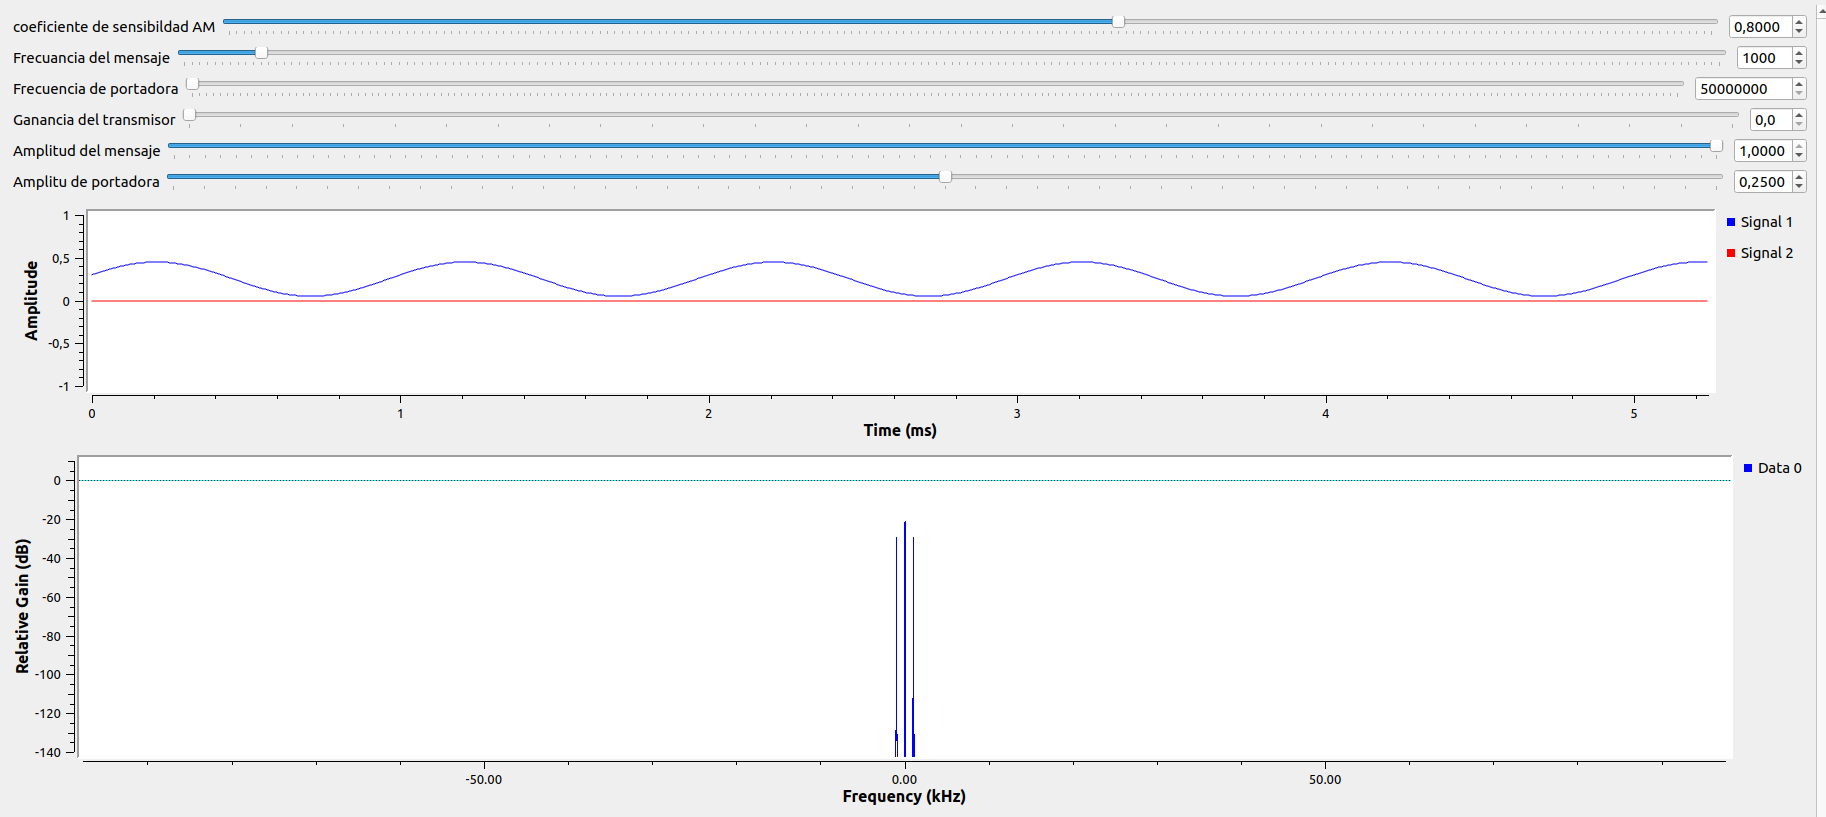 coeficiente de sensibildad AM 0,8000
Frecuancia del mensaje 1000
Frecuencia de portadora 50000000
Ganancia del transmisor 0,0
Amplitud del mensaje 1,0000
Amplitu de portadora 0,2500
1
0,5
0
-0,5
-1
Amplitude
0 1 2 3 4 5
Time (ms)
Signal 1
Signal 2
0
-20
-40
-60
-80
-100
-120
-140
Relative Gain (dB)
-50.00 0.00 50.00
Frequency (kHz)
Data 0